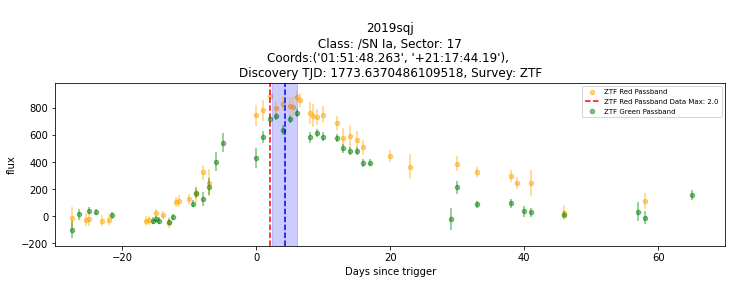 2019sqj
Class: /SN Ia, Sector: 17
Coords:('01:51:48.263', '+21:17:44.19'),
Discovery TJD: 1773.6370486109518, Survey: ZTF
ZTF Red Passband
ZTF Red Passband Data Max: 2.0
ZTF Green Passband
flux
800
600
400
200
0
−200
−20
0
20
40
60
Days since trigger